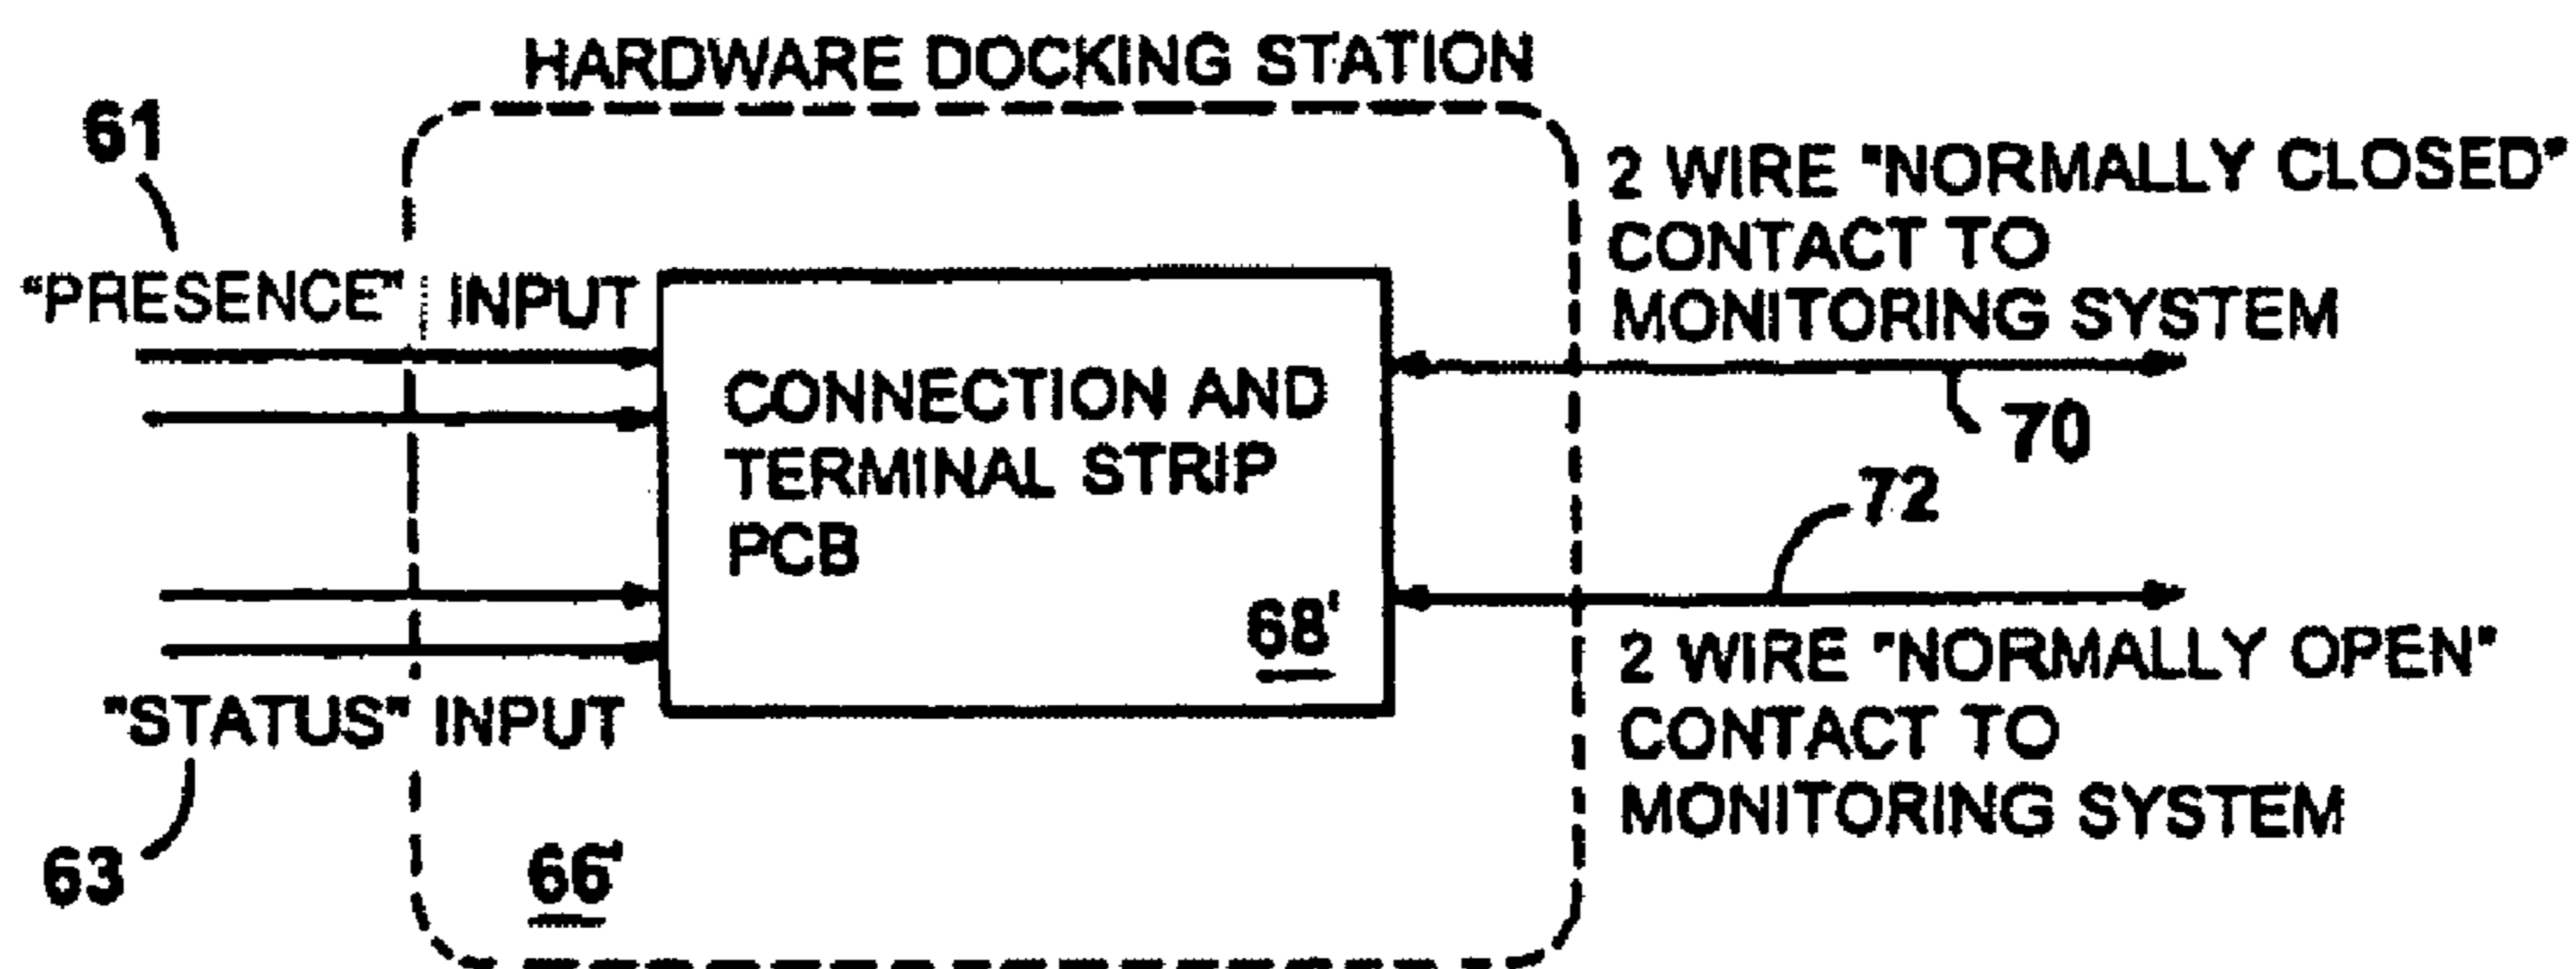 HARDWARE DOCKING STATION
61
"PRESENCE" INPUT
2 WIRE "NORMALLY CLOSED"
CONTACT TO
MONITORING SYSTEM
70
CONNECTION AND
TERMINAL STRIP
PCB
68'
72
2 WIRE "NORMALLY OPEN"
CONTACT TO
MONITORING SYSTEM
"STATUS" INPUT
63
66'